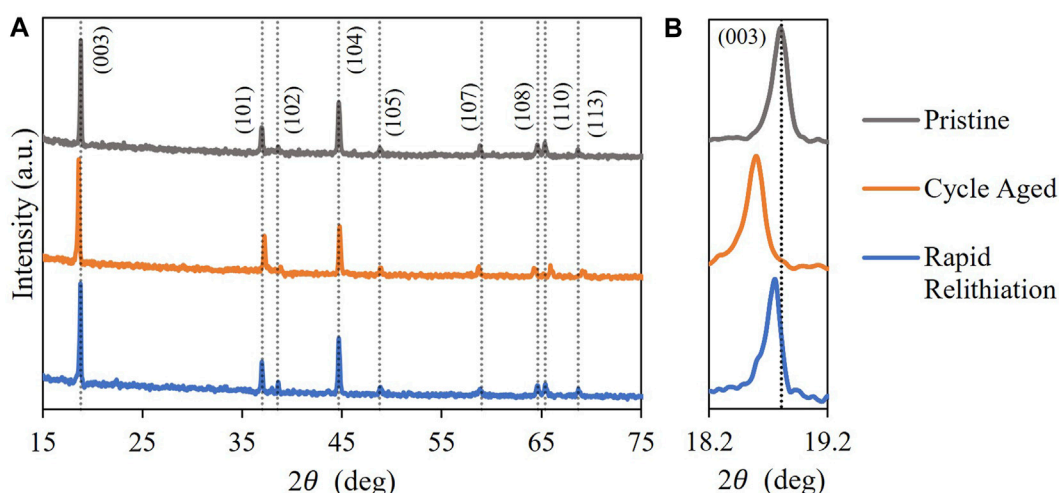 A
(003)
(101)
(102)
(104)
(105)
(107)
(108)
(110)
(113)
Intensity (a.u.)
15 25 35 45 55 65 75
2θ (deg)
B
(003)
18.2 19.2
2θ (deg)
Pristine
Cycle Aged
Rapid
Relithiation